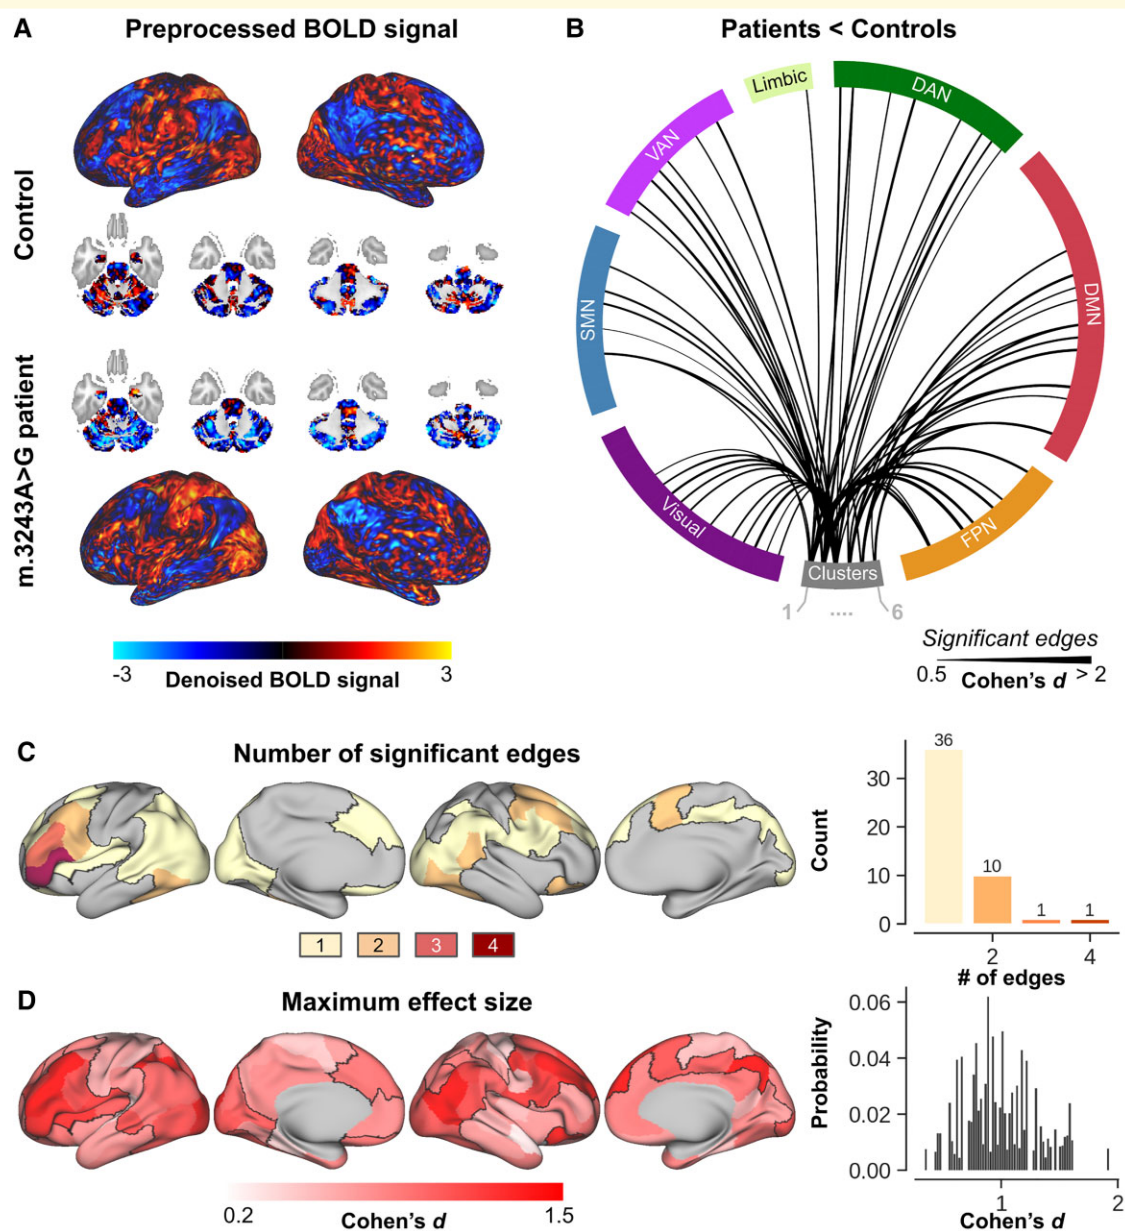 A
Preprocessed BOLD signal
Control
m.3243A>G patient
-3
Denoised BOLD signal
3
B
Patients < Controls
Limbic
DAN
VAN
DMN
SMN
Visual
FPN
Clusters
1 .... 6
Significant edges
0.5
Cohen's d
> 2
C
Number of significant edges
1 2 3 4
36
10
1
1
30
20
10
0
Count
2 4
# of edges
D
Maximum effect size
0.2
Cohen's d
1.5
0.06
0.04
0.02
0.00
Probability
1 2
Cohen's d